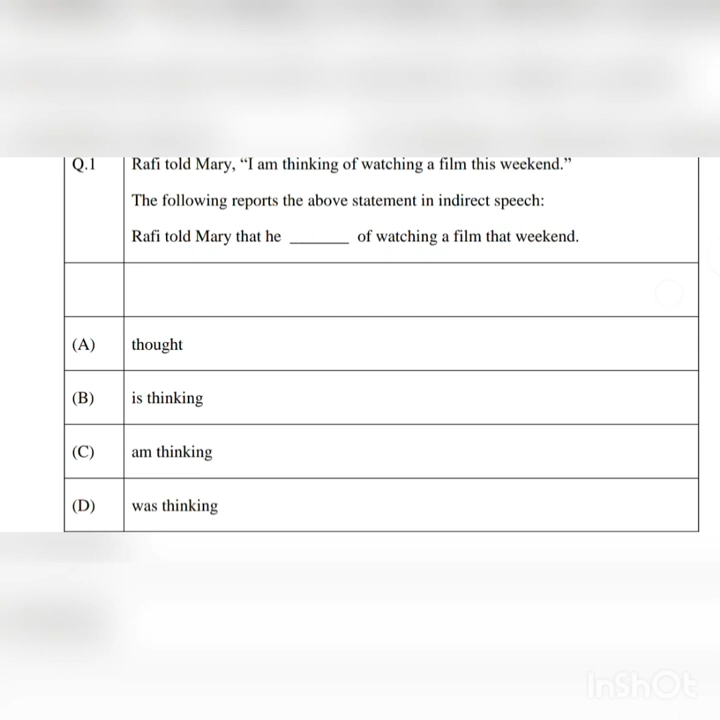 Q.1 Rafi told Mary, “I am thinking of watching a film this weekend.”
The following reports the above statement in indirect speech:
Rafi told Mary that he _______ of watching a film that weekend.
(A) thought
(B) is thinking
(C) am thinking
(D) was thinking
InShOt